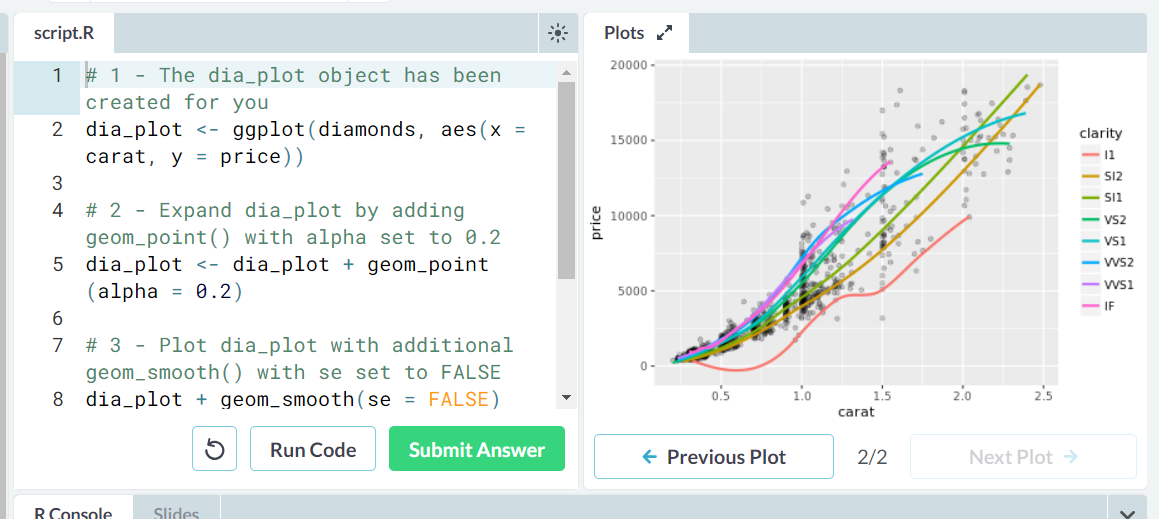 script.R
1 # 1 - The dia_plot object has been
created for you
2 dia_plot <- ggplot(diamonds, aes(x =
carat, y = price))
3
4 # 2 - Expand dia_plot by adding
geom_point() with alpha set to 0.2
5 dia_plot <- dia_plot + geom_point
(alpha = 0.2)
6
7 # 3 - Plot dia_plot with additional
geom_smooth() with se set to FALSE
8 dia_plot + geom_smooth(se = FALSE)
Run Code
Submit Answer
Plots
20000
15000
10000
5000
0
price
0.5 1.0 1.5 2.0 2.5
carat
clarity
I1
SI2
SI1
VS2
VS1
VVS2
VVS1
IF
← Previous Plot
2/2
Next Plot →
R Console
Slides